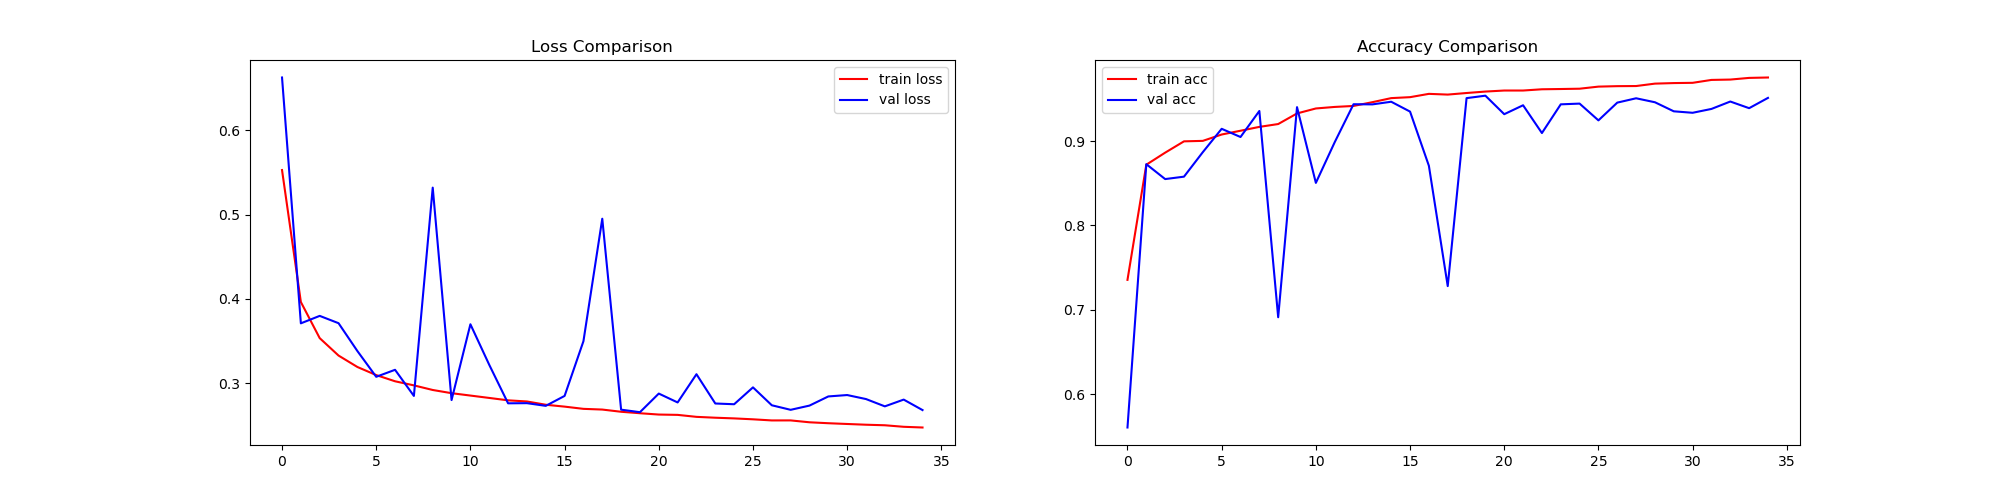 Loss Comparison
train loss
val loss
0.6
0.5
0.4
0.3
0 5 10 15 20 25 30 35
Accuracy Comparison
train acc
val acc
0.9
0.8
0.7
0.6
0 5 10 15 20 25 30 35